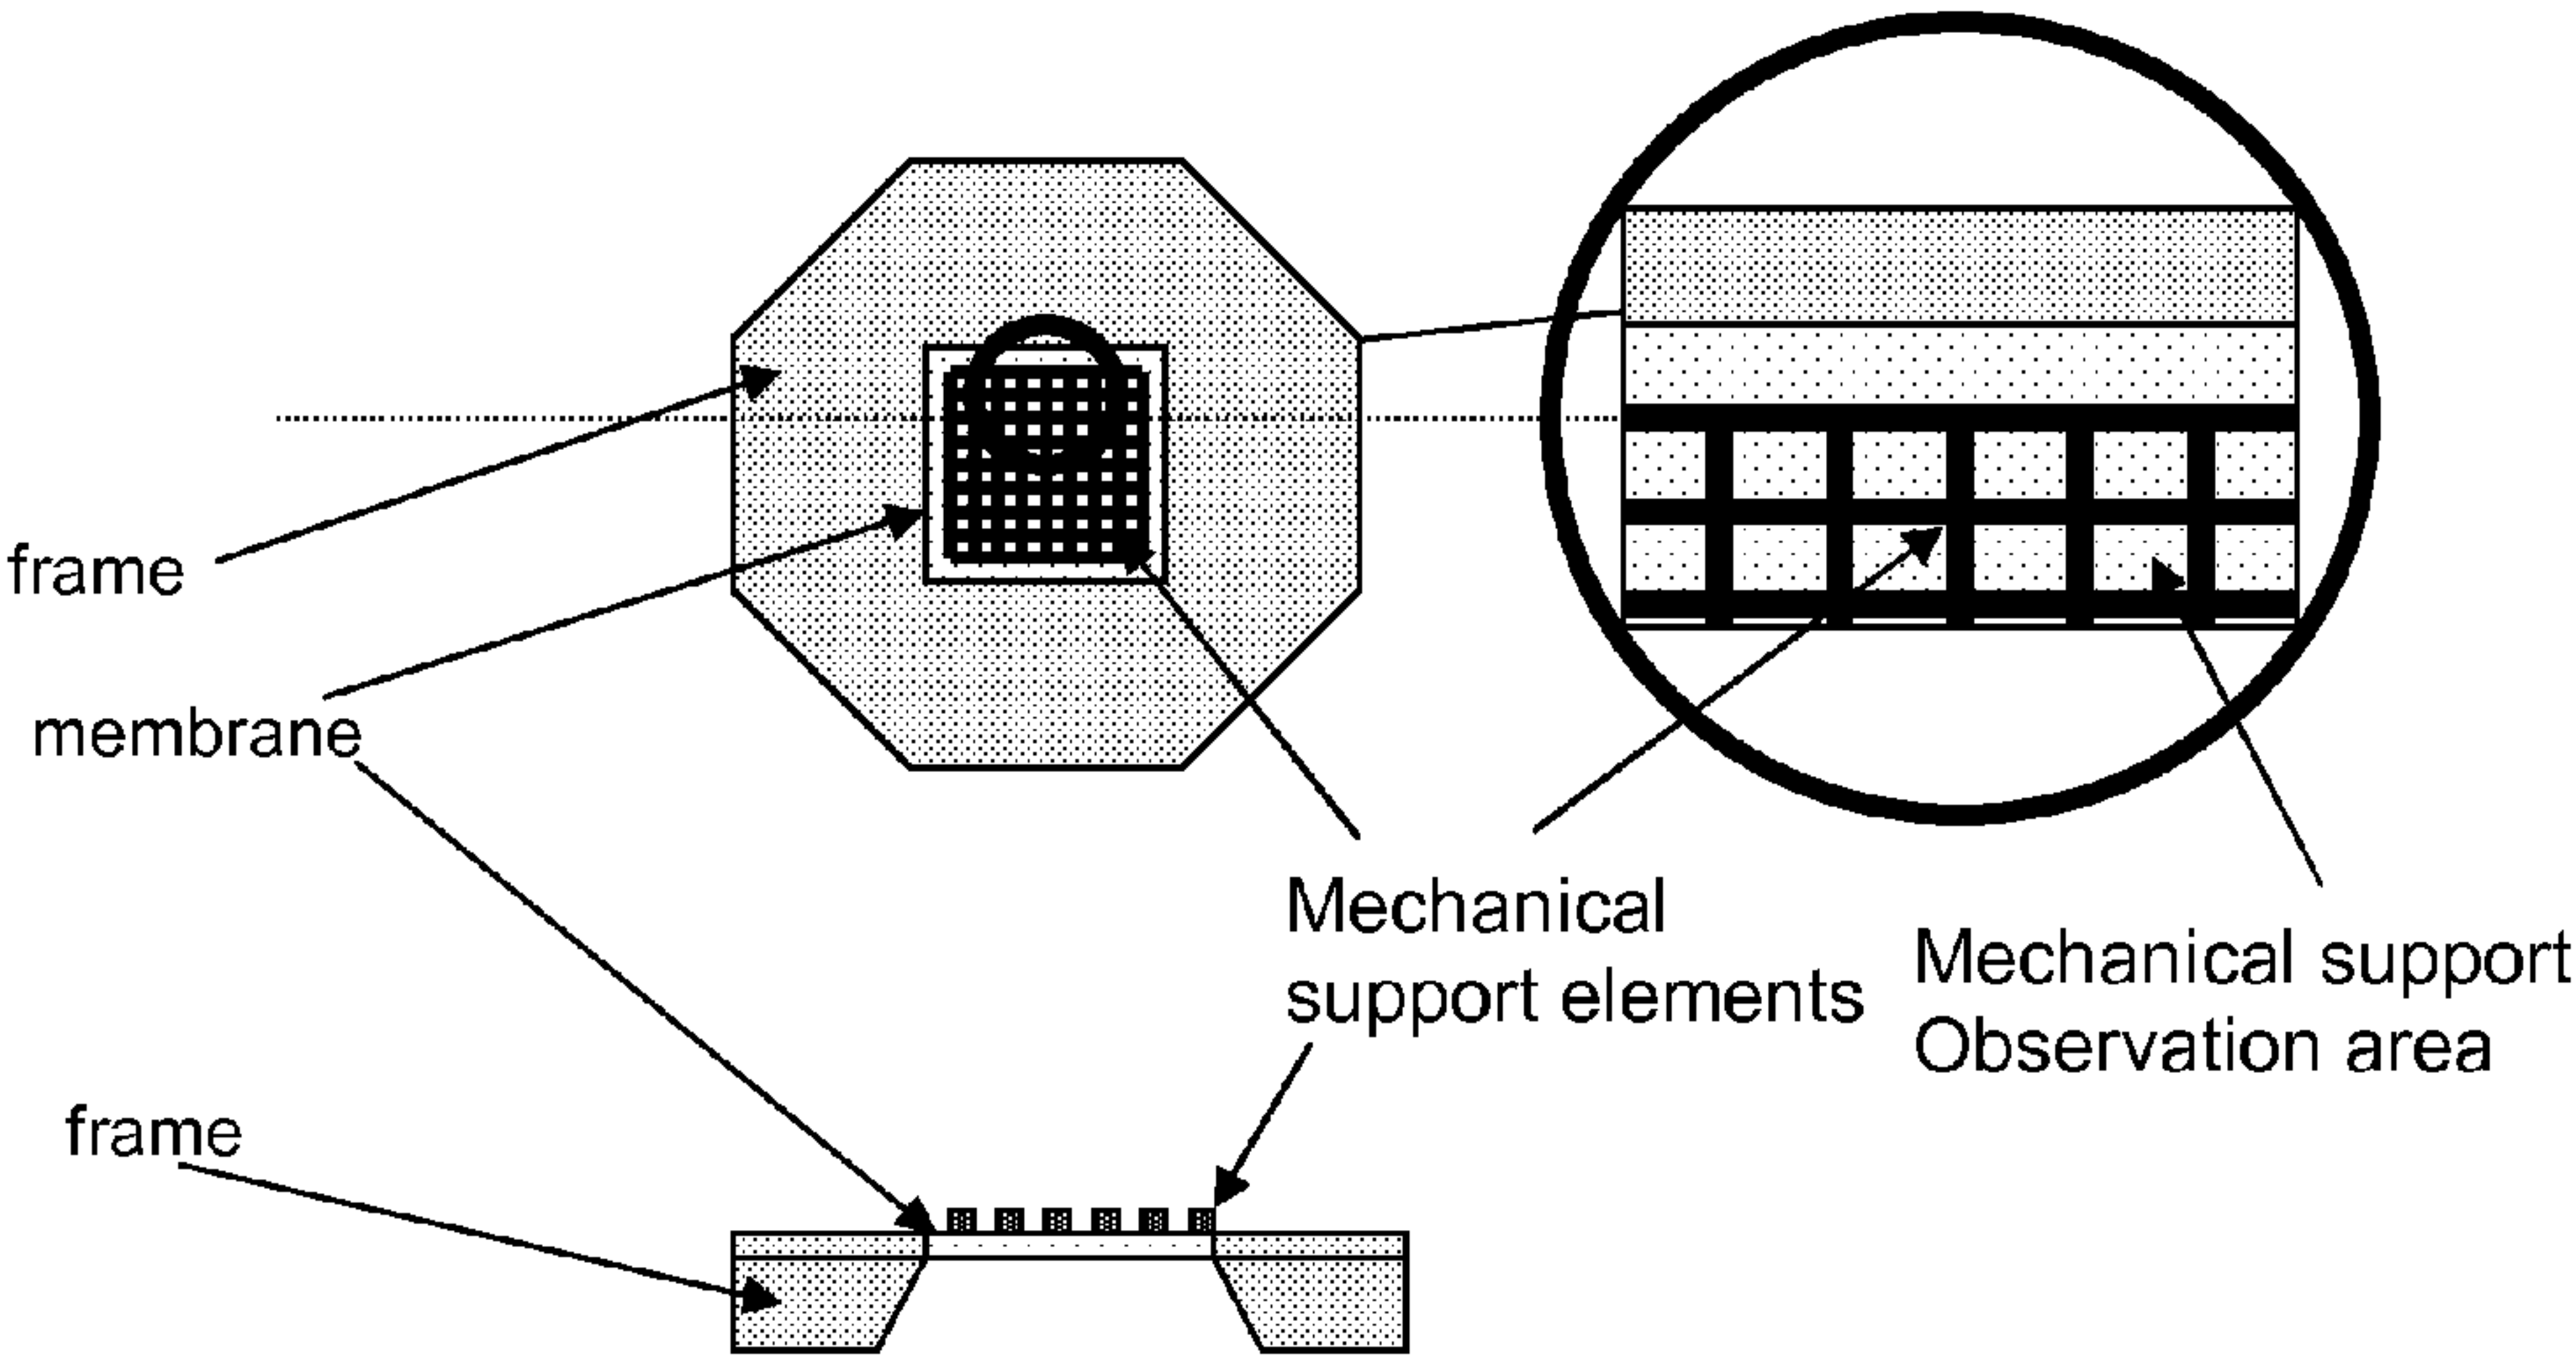 frame
membrane
Mechanical
support elements
Mechanical support
Observation area
frame